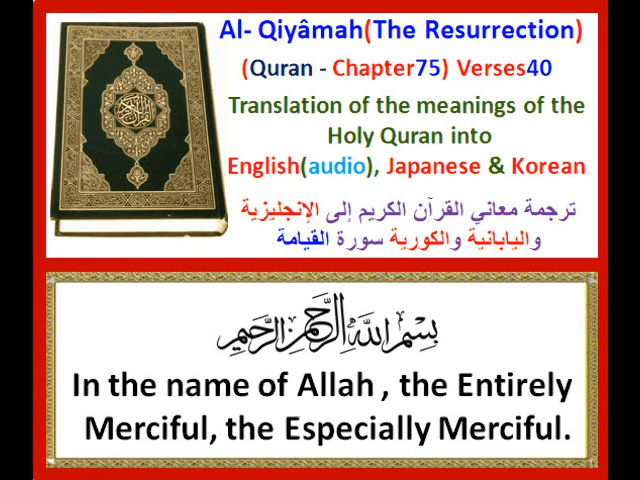 Al- Qiyâmah(The Resurrection)
(Quran - Chapter75) Verses40
Translation of the meanings of the
Holy Quran into
English(audio), Japanese & Korean
ترجمة معاني القرآن الكريم إلى الإنجليزية
واليابانية والكورية سورة القيامة
بسم الله الرحمن الرحيم
In the name of Allah , the Entirely
Merciful, the Especially Merciful.